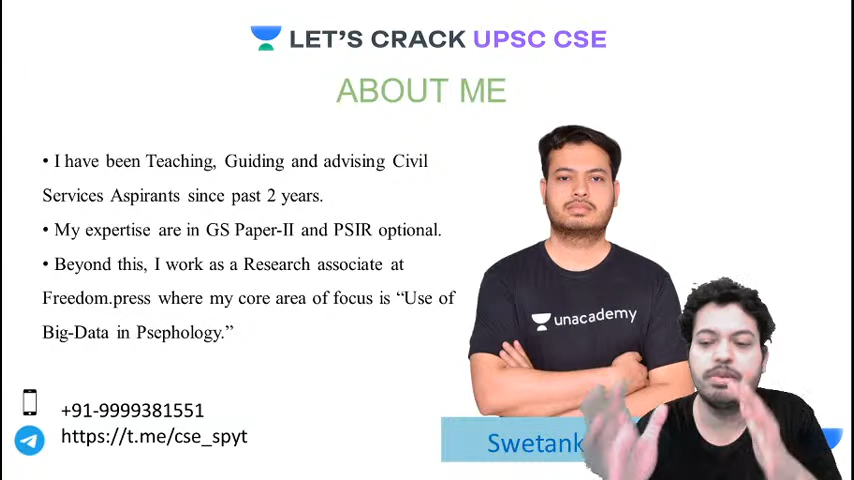 LET'S CRACK UPSC CSE
ABOUT ME
• I have been Teaching, Guiding and advising Civil
Services Aspirants since past 2 years.
• My expertise are in GS Paper-II and PSIR optional.
• Beyond this, I work as a Research associate at
Freedom.press where my core area of focus is “Use of
Big-Data in Psephology.”
unacademy
+91-9999381551
https://t.me/cse_spyt
Swetank